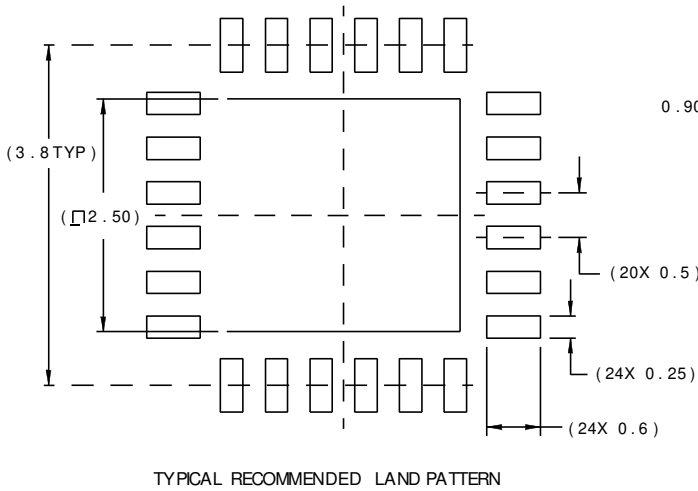 0.90
(3.8 TYP)
(□2.50)
(20X 0.5)
(24X 0.25)
(24X 0.6)
TYPICAL RECOMMENDED LAND PATTERN